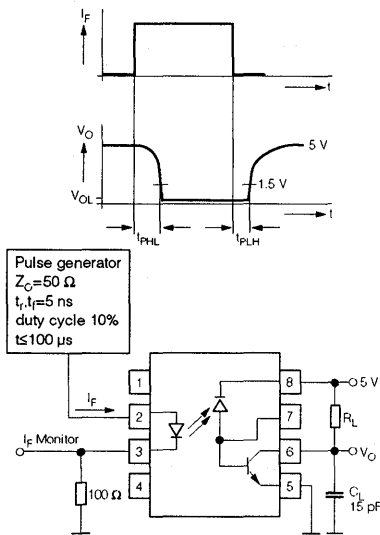 I_F
t
V_O
5 V
1.5 V
V_OL
t
t_PHL
t_PLH
Pulse generator
Z_O=50 Ω
t_r,t_f=5 ns
duty cycle 10%
t≤100 µs
1
8
5 V
I_F
2
7
R_L
I_F Monitor
3
6
V_O
100 Ω
4
5
C_L
15 pF